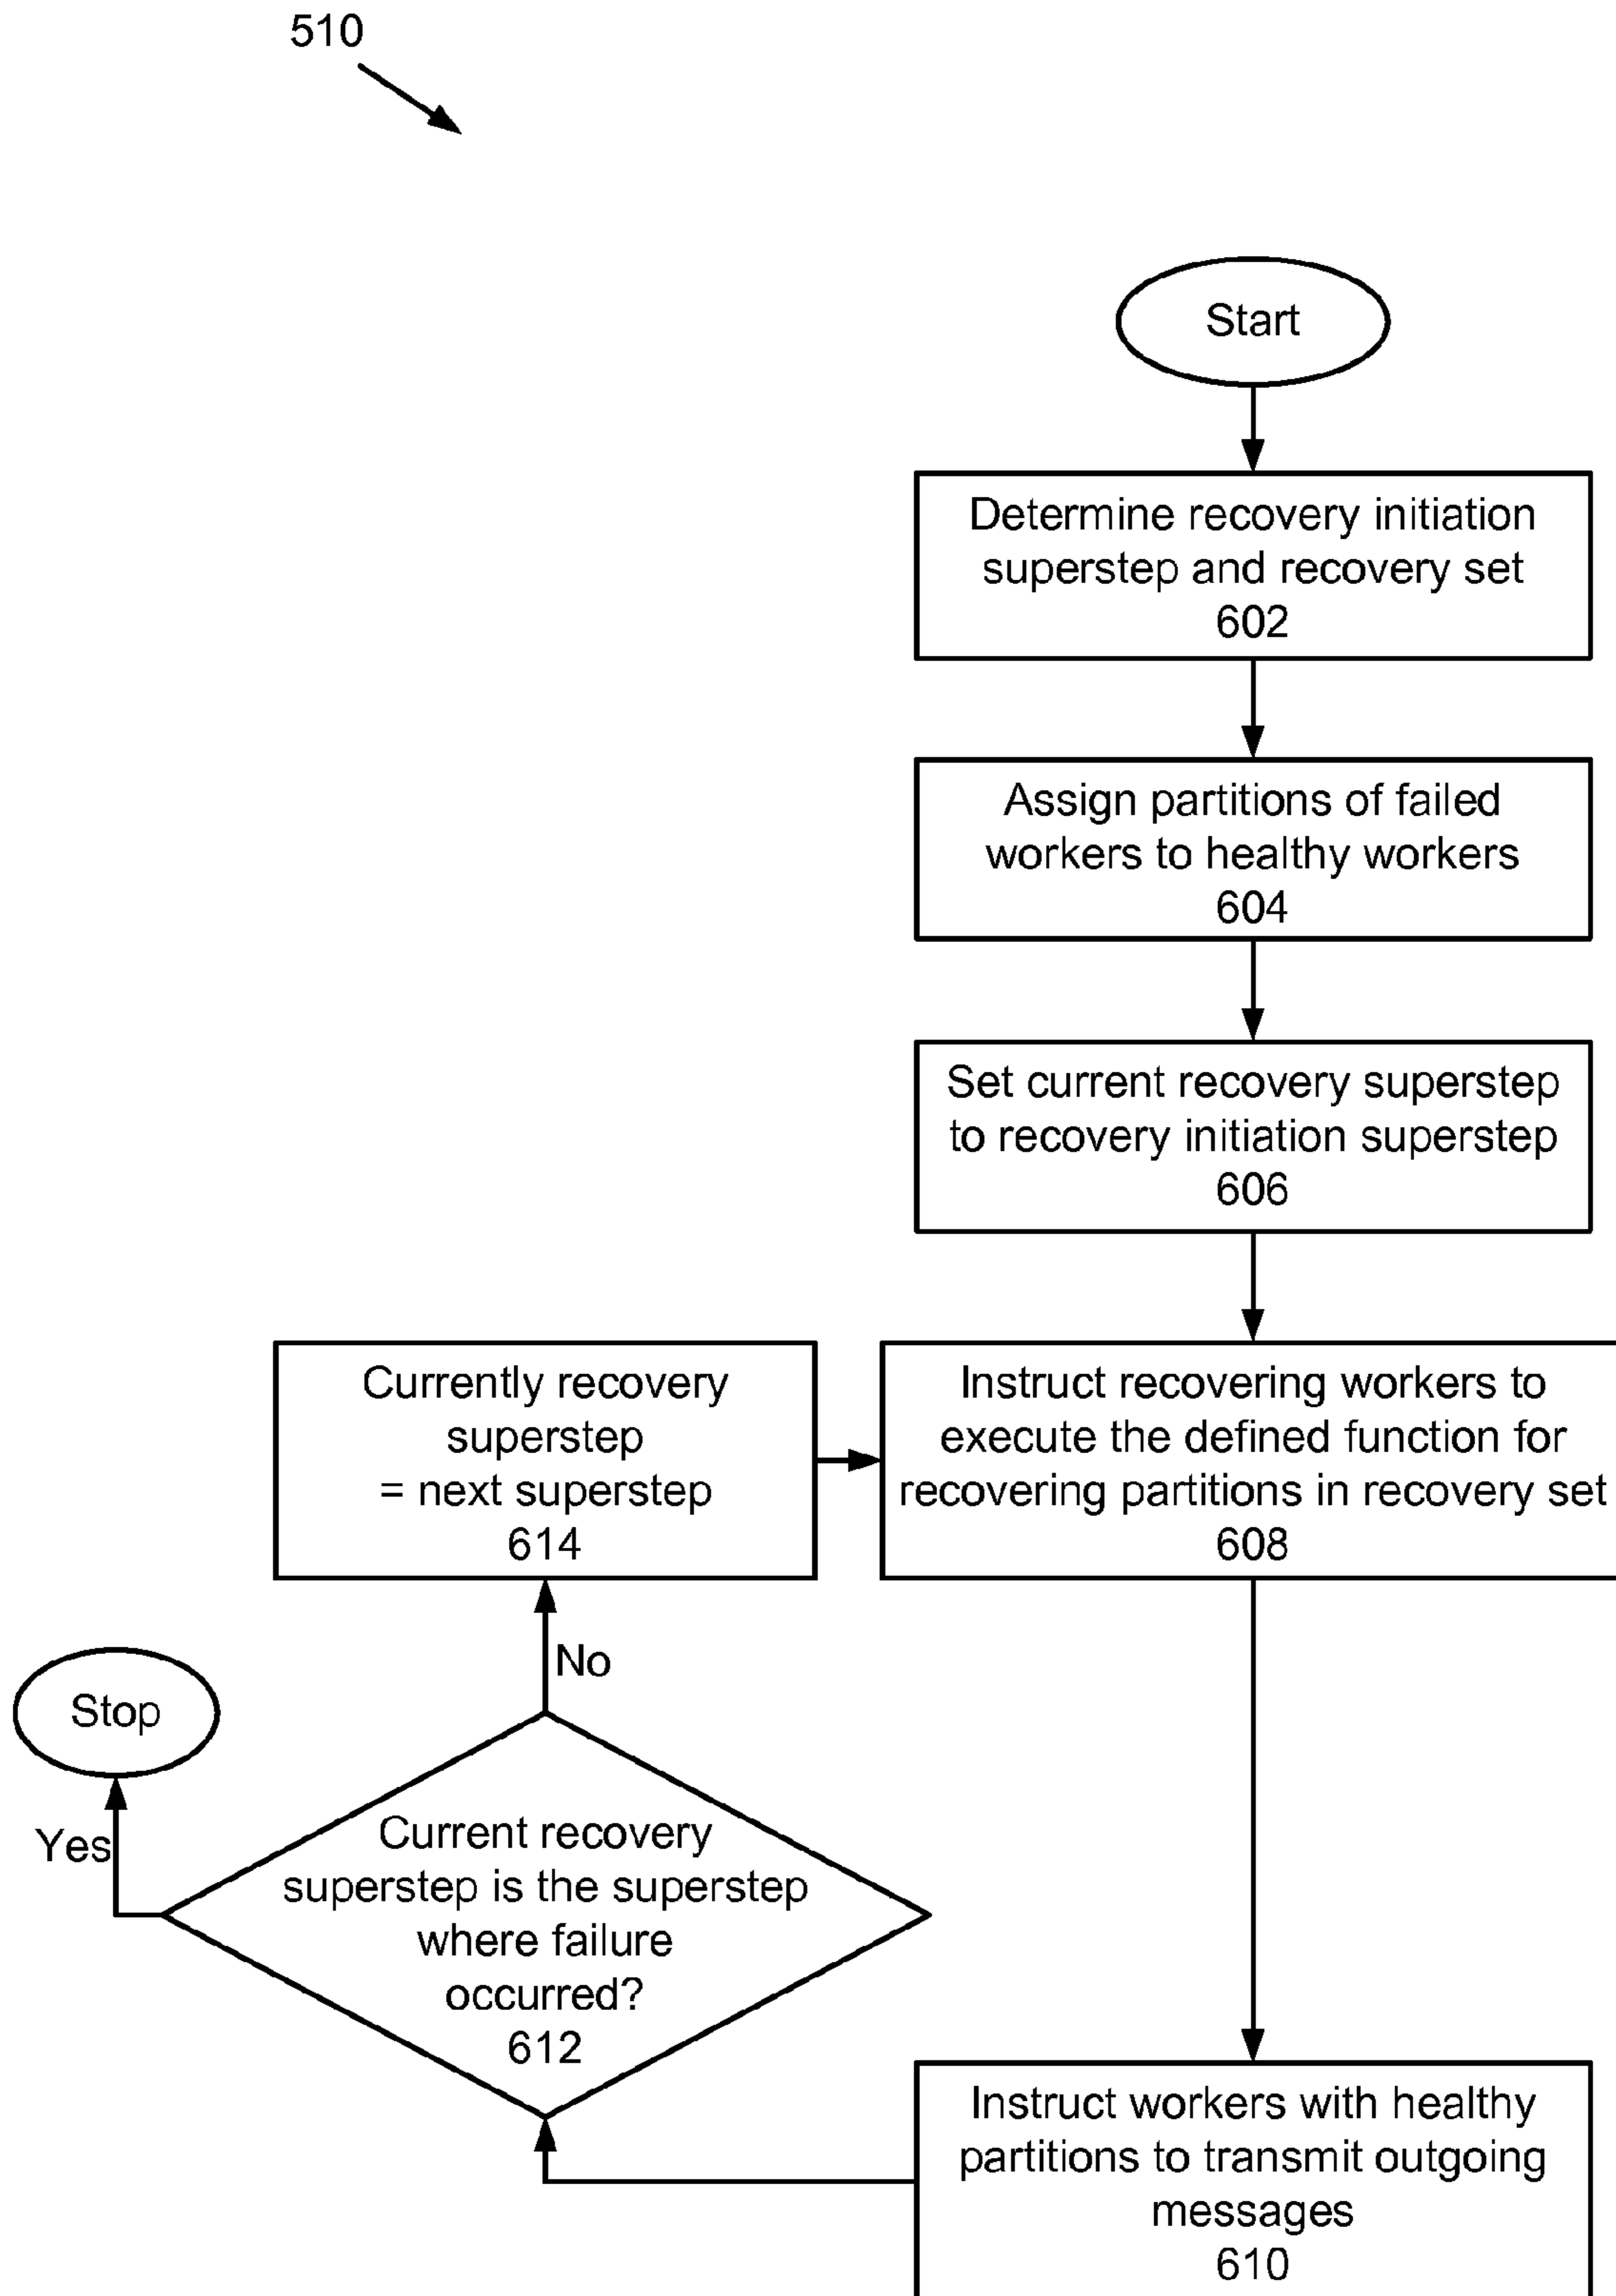 510
Start
Determine recovery initiation
superstep and recovery set
602
Assign partitions of failed
workers to healthy workers
604
Set current recovery superstep
to recovery initiation superstep
606
Instruct recovering workers to
execute the defined function for
recovering partitions in recovery set
608
Instruct workers with healthy
partitions to transmit outgoing
messages
610
Current recovery
superstep is the superstep
where failure
occurred?
612
No
Currently recovery
superstep
= next superstep
614
Yes
Stop